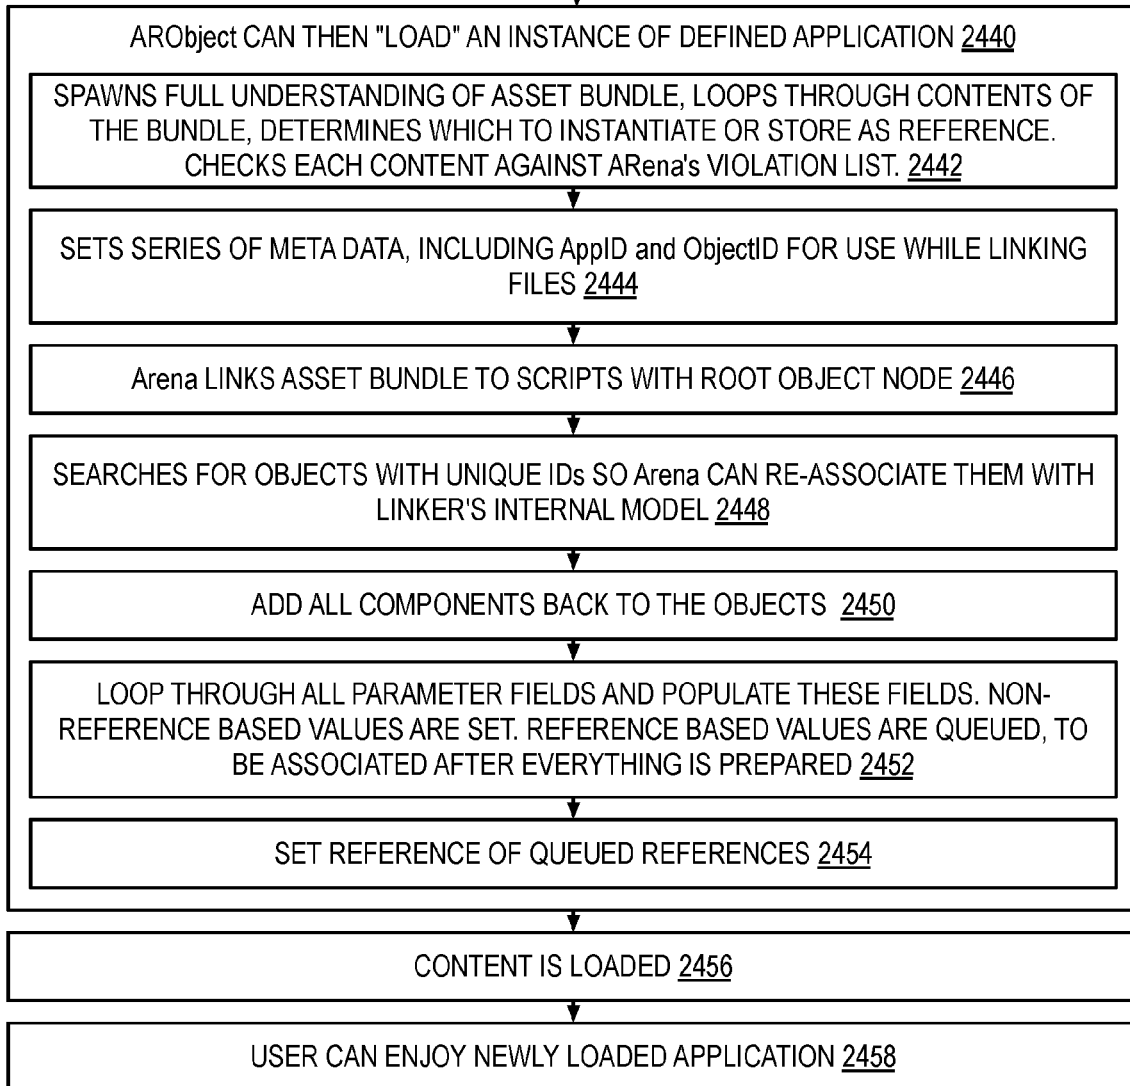 ARObject CAN THEN "LOAD" AN INSTANCE OF DEFINED APPLICATION 2440
SPAWNS FULL UNDERSTANDING OF ASSET BUNDLE, LOOPS THROUGH CONTENTS OF
THE BUNDLE, DETERMINES WHICH TO INSTANTIATE OR STORE AS REFERENCE.
CHECKS EACH CONTENT AGAINST ARena's VIOLATION LIST. 2442
SETS SERIES OF META DATA, INCLUDING AppID and ObjectID FOR USE WHILE LINKING
FILES 2444
Arena LINKS ASSET BUNDLE TO SCRIPTS WITH ROOT OBJECT NODE 2446
SEARCHES FOR OBJECTS WITH UNIQUE IDs SO Arena CAN RE-ASSOCIATE THEM WITH
LINKER'S INTERNAL MODEL 2448
ADD ALL COMPONENTS BACK TO THE OBJECTS 2450
LOOP THROUGH ALL PARAMETER FIELDS AND POPULATE THESE FIELDS. NON-
REFERENCE BASED VALUES ARE SET. REFERENCE BASED VALUES ARE QUEUED, TO
BE ASSOCIATED AFTER EVERYTHING IS PREPARED 2452
SET REFERENCE OF QUEUED REFERENCES 2454
CONTENT IS LOADED 2456
USER CAN ENJOY NEWLY LOADED APPLICATION 2458